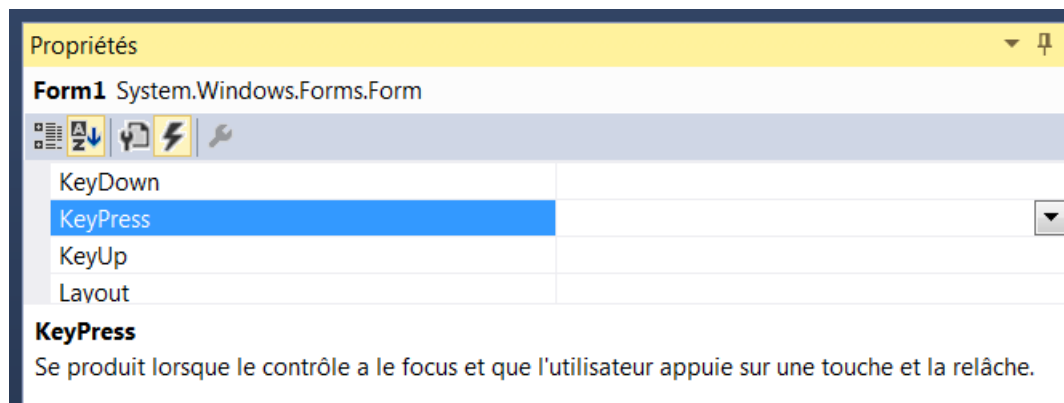 Propriétés
Form1 System.Windows.Forms.Form
KeyDown
KeyPress
KeyUp
Layout
KeyPress
Se produit lorsque le contrôle a le focus et que l'utilisateur appuie sur une touche et la relâche.